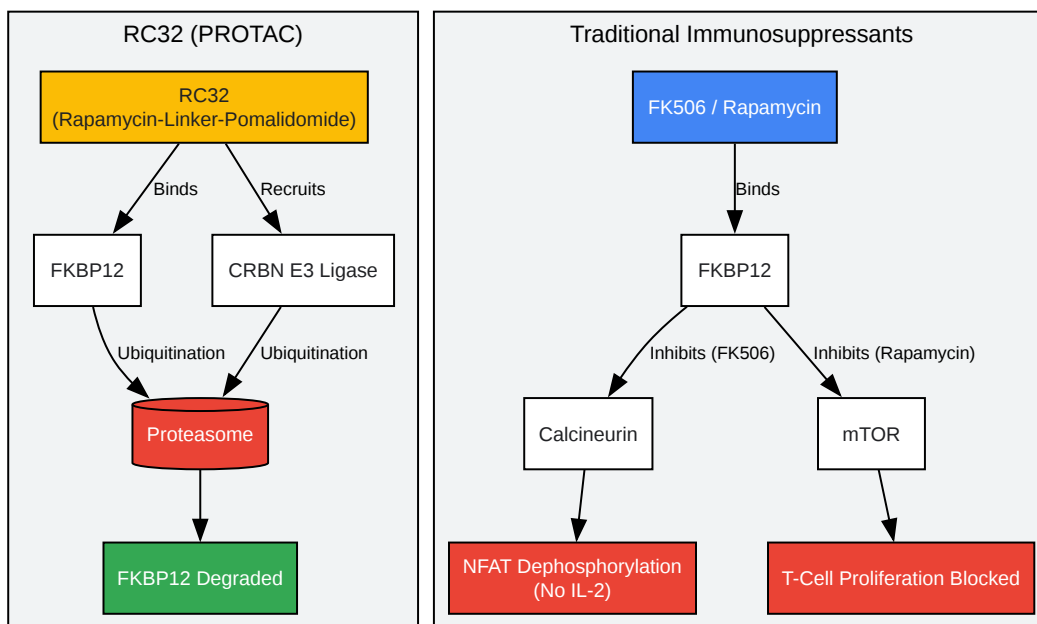 RC32 (PROTAC)
RC32
(Rapamycin-Linker-Pomalidomide)
Binds
Recruits
FKBP12
CRBN E3 Ligase
Ubiquitination
Ubiquitination
Proteasome
FKBP12 Degraded
Traditional Immunosuppressants
FK506 / Rapamycin
Binds
FKBP12
Inhibits (FK506)
Inhibits (Rapamycin)
Calcineurin
mTOR
NFAT Dephosphorylation
(No IL-2)
T-Cell Proliferation Blocked